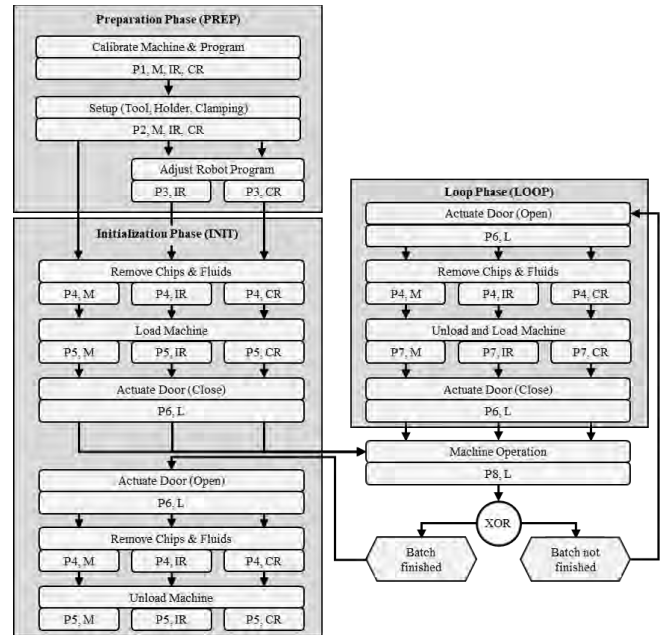 Preparation Phase (PREP)
Calibrate Machine & Program
P1, M, IR, CR
Setup (Tool, Holder, Clamping)
P2, M, IR, CR
Adjust Robot Program
P3, IR
P3, CR
Initialization Phase (INIT)
Remove Chips & Fluids
P4, M
P4, IR
P4, CR
Load Machine
P5, M
P5, IR
P5, CR
Actuate Door (Close)
P6, L
Actuate Door (Open)
P6, L
Remove Chips & Fluids
P4, M
P4, IR
P4, CR
Unload Machine
P5, M
P5, IR
P5, CR
Loop Phase (LOOP)
Actuate Door (Open)
P6, L
Remove Chips & Fluids
P4, M
P4, IR
P4, CR
Unload and Load Machine
P7, M
P7, IR
P7, CR
Actuate Door (Close)
P6, L
Machine Operation
P8, L
XOR
Batch
finished
Batch not
finished